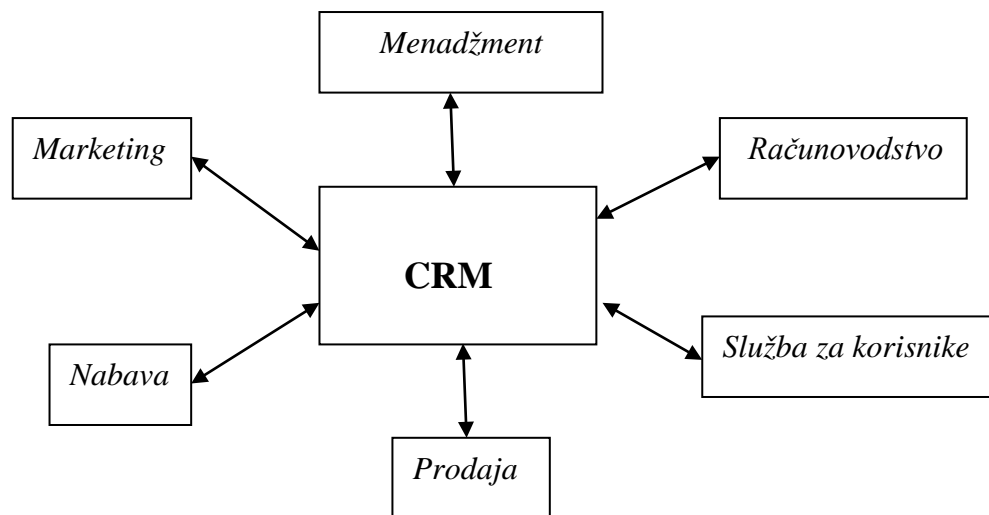 Menadžment
Marketing
Računovodstvo
CRM
Služba za korisnike
Nabava
Prodaja